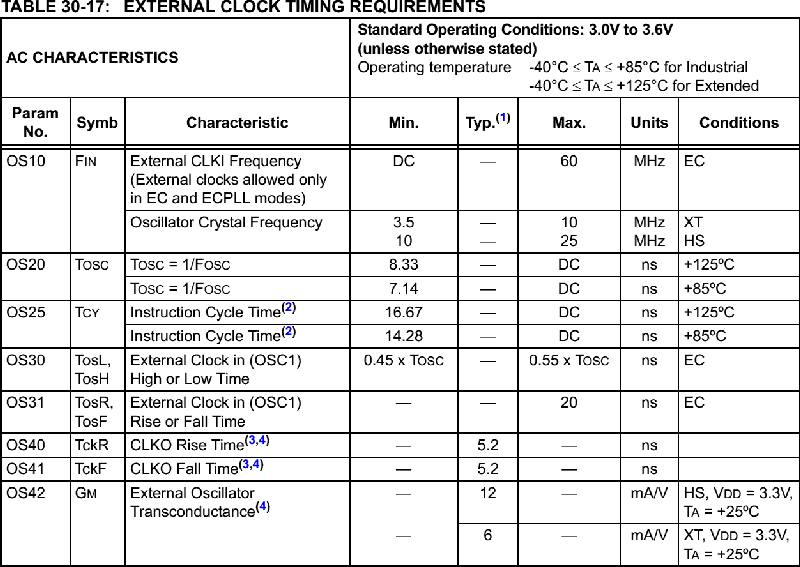 TABLE 30-17: EXTERNAL CLOCK TIMING REQUIREMENTS
AC CHARACTERISTICS
Standard Operating Conditions: 3.0V to 3.6V
(unless otherwise stated)
Operating temperature -40°C ≤ TA ≤ +85°C for Industrial
-40°C ≤ TA ≤ +125°C for Extended
Param No. Symb Characteristic Min. Typ.(1) Max. Units Conditions
OS10 FIN External CLKI Frequency DC — 60 MHz EC
(External clocks allowed only
in EC and ECPLL modes)
Oscillator Crystal Frequency 3.5 — 10 MHz XT
10 — 25 MHz HS
OS20 TOSC TOSC = 1/FOSC 8.33 — DC ns +125ºC
TOSC = 1/FOSC 7.14 — DC ns +85ºC
OS25 TCY Instruction Cycle Time(2) 16.67 — DC ns +125ºC
Instruction Cycle Time(2) 14.28 — DC ns +85ºC
OS30 TosL, External Clock in (OSC1) 0.45 x TOSC — 0.55 x TOSC ns EC
TosH High or Low Time
OS31 TosR, External Clock in (OSC1) — — 20 ns EC
TosF Rise or Fall Time
OS40 TckR CLKO Rise Time(3,4) — 5.2 — ns
OS41 TckF CLKO Fall Time(3,4) — 5.2 — ns
OS42 GM External Oscillator — 12 — mA/V HS, VDD = 3.3V,
Transconductance(4) TA = +25ºC
— 6 — mA/V XT, VDD = 3.3V,
TA = +25ºC